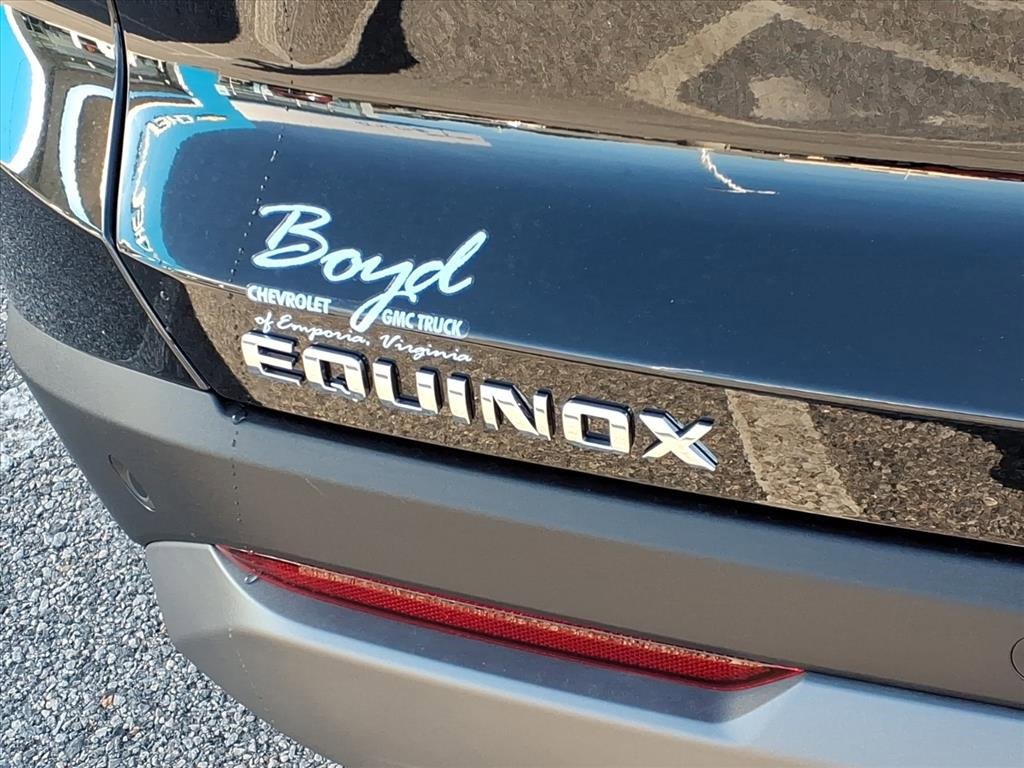 Boyd
CHEVROLET GMC TRUCK
of Emporia, Virginia
EQUINOX